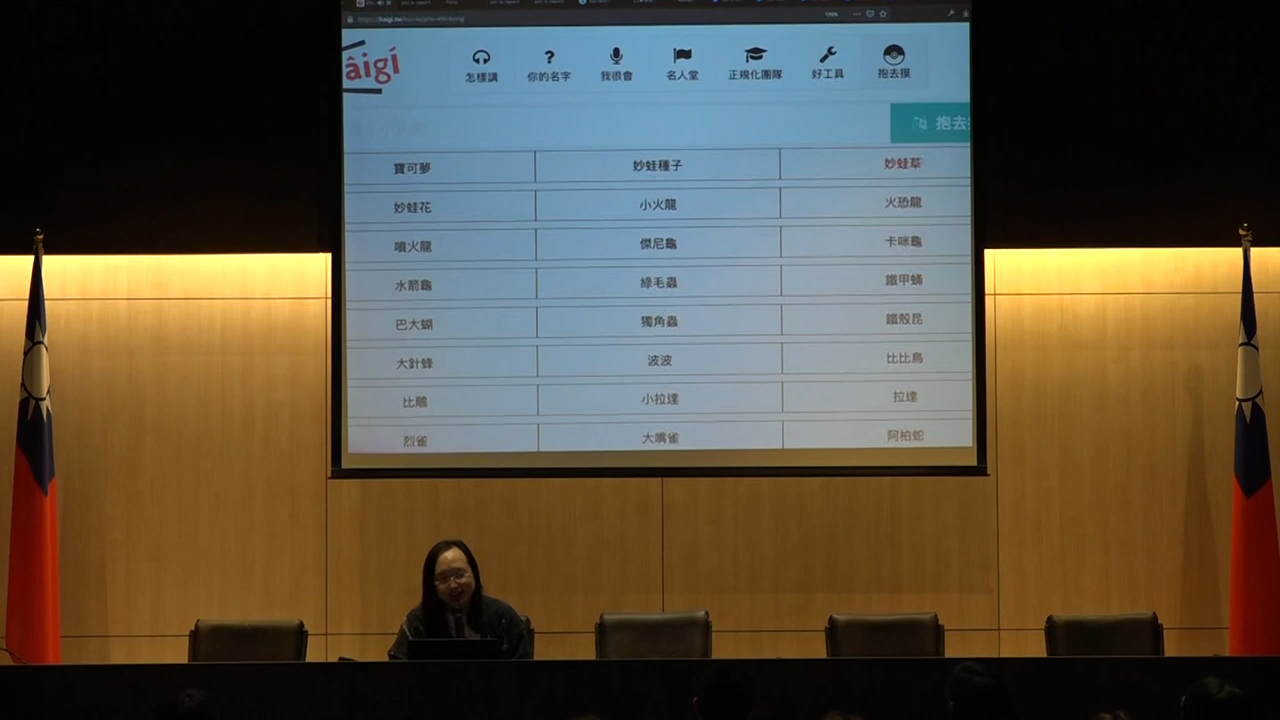 âigí
怎樣講 你的名字 我很會 名人堂 正規化團隊 好工具 抱去摸
抱去
寶可夢 妙蛙種子 妙蛙草
妙蛙花 小火龍 火恐龍
噴火龍 傑尼龜 卡咪龜
水箭龜 綠毛蟲 鐵甲蛹
巴大蝴 獨角蟲 鐵殼昆
大針蜂 波波 比比鳥
比鵰 小拉達 拉達
烈雀 大嘴雀 阿柏蛇